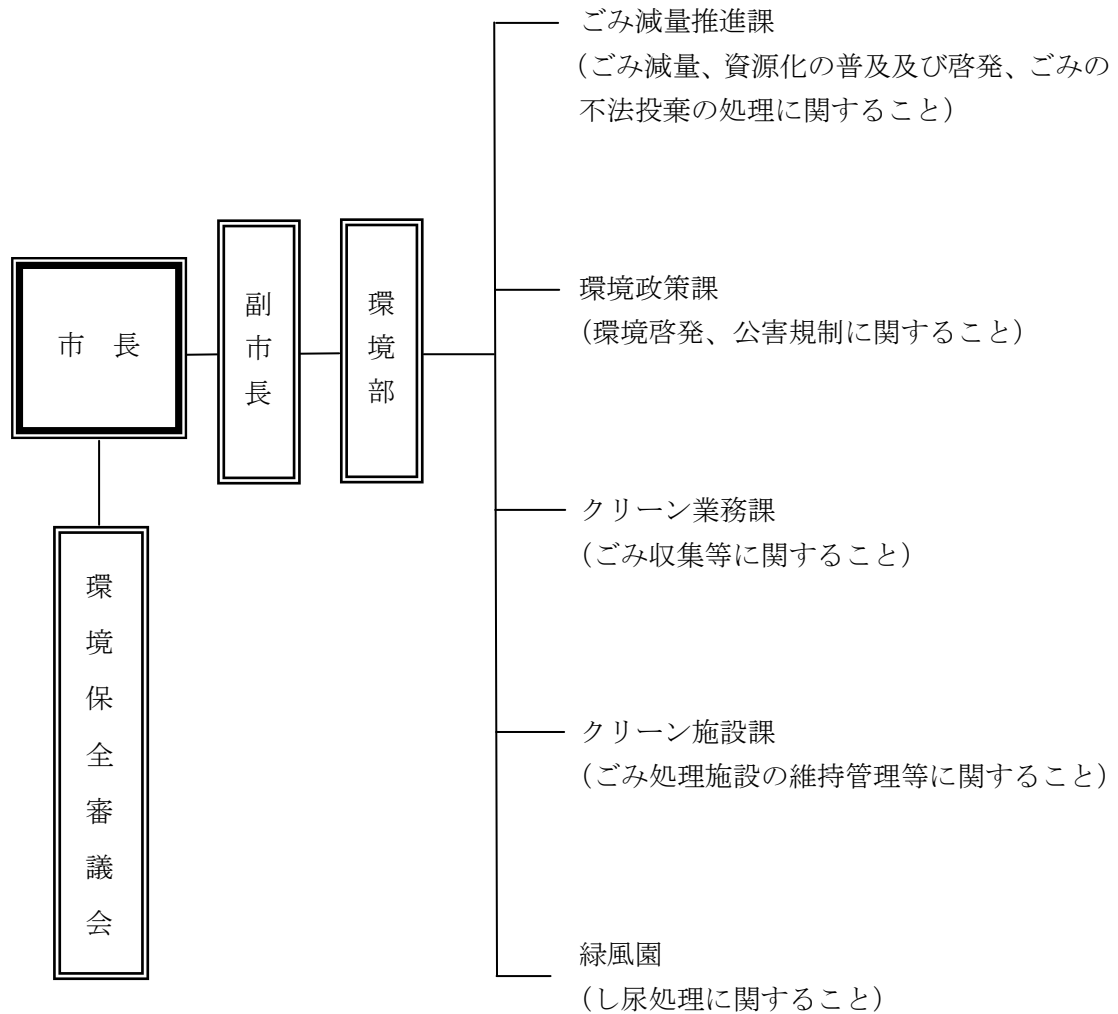 市長
副市長
環境部
環境保全審議会
ごみ減量推進課
（ごみ減量、資源化の普及及び啓発、ごみの
不法投棄の処理に関すること）
環境政策課
（環境啓発、公害規制に関すること）
クリーン業務課
（ごみ収集等に関すること）
クリーン施設課
（ごみ処理施設の維持管理等に関すること）
緑風園
（し尿処理に関すること）